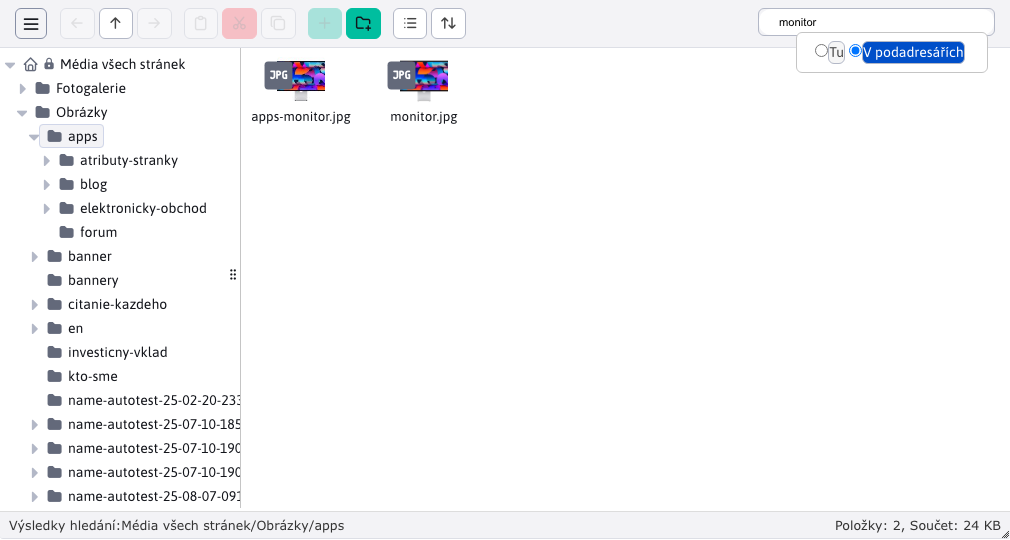 monitor
Tu V podadresářích
Média všech stránek
Fotogalerie
Obrázky
apps
atributy-stranky
blog
elektronicky-obchod
forum
banner
bannery
citanie-kazdeho
en
investicny-vklad
kto-sme
name-autotest-25-02-20-233
name-autotest-25-07-10-185
name-autotest-25-07-10-190
name-autotest-25-07-10-190
name-autotest-25-08-07-091
JPG JPG
apps-monitor.jpg monitor.jpg
Výsledky hledání:Média všech stránek/Obrázky/apps
Položky: 2, Součet: 24 KB